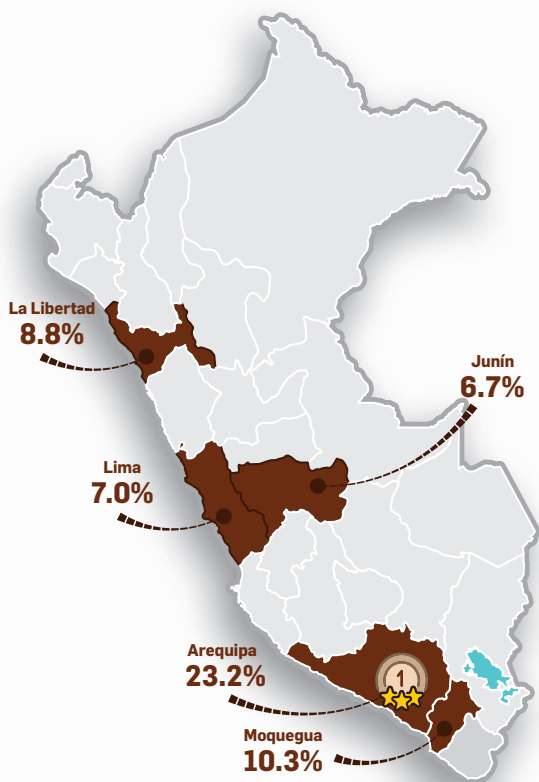 La Libertad
8.8%
Junín
6.7%
Lima
7.0%
Arequipa
23.2%
1
Moquegua
10.3%